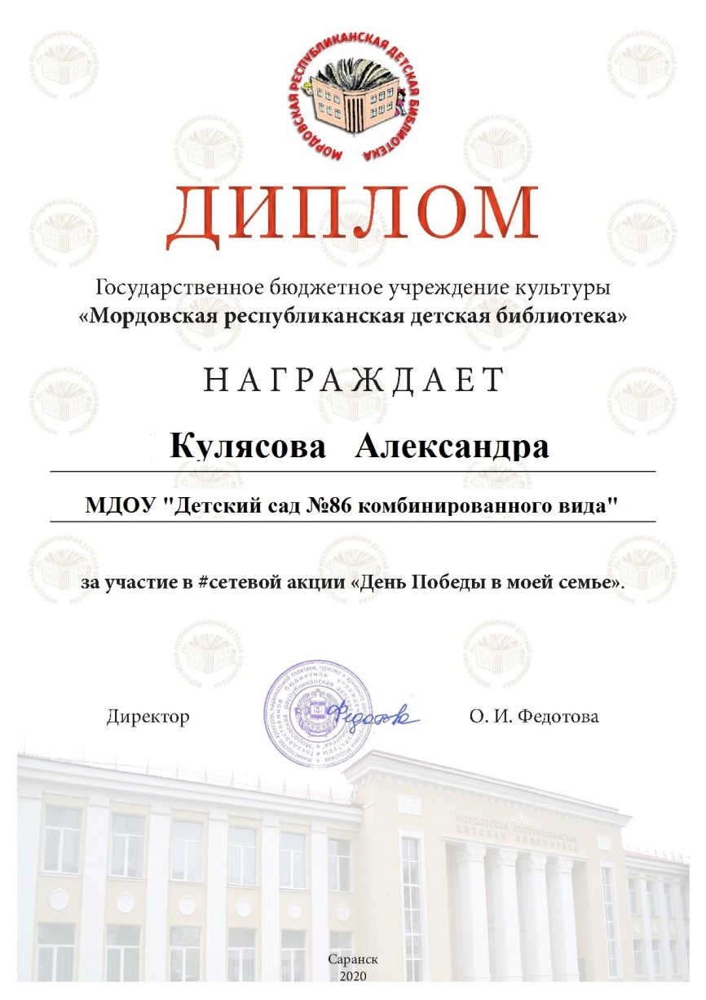 МОРДОВСКАЯ РЕСПУБЛИКАНСКАЯ ДЕТСКАЯ БИБЛИОТЕКА
ДИПЛОМ
Государственное бюджетное учреждение культуры
«Мордовская республиканская детская библиотека»
НАГРАЖДАЕТ
Кулясова Александра
МДОУ "Детский сад №86 комбинированного вида"
за участие в #сетевой акции «День Победы в моей семье».
Директор
Федотова
О. И. Федотова
МОРДОВСКАЯ РЕСПУБЛИКАНСКАЯ
ДЕТСКАЯ БИБЛИОТЕКА
Саранск
2020